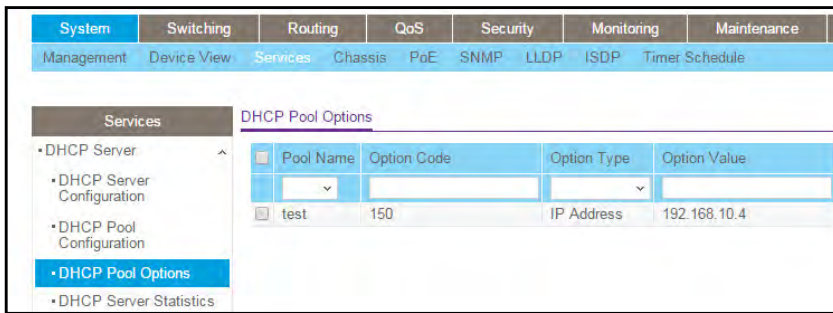 System Switching Routing QoS Security Monitoring Maintenance
Management Device View Services Chassis PoE SNMP LLDP ISDP Timer Schedule
Services
DHCP Pool Options
DHCP Server
Pool Name Option Code Option Type Option Value
DHCP Server
Configuration
test 150 IP Address 192.168.10.4
DHCP Pool
Configuration
DHCP Pool Options
DHCP Server Statistics